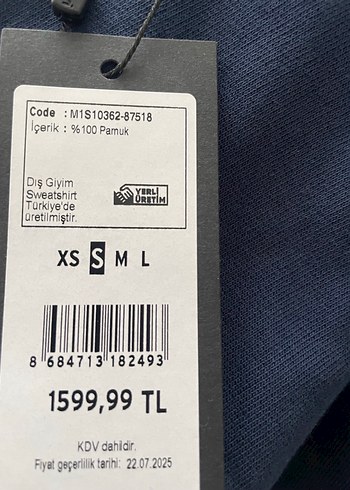 Code : M1S10362-87518
İçerik : %100 Pamuk
Dış Giyim
Sweatshirt
Türkiye'de
üretilmiştir.
YERLİ
ÜRETİM
XS S M L
8 684713 182493
1599,99 TL
KDV dahildir.
Fiyat geçerlilik tarihi: 22.07.2025